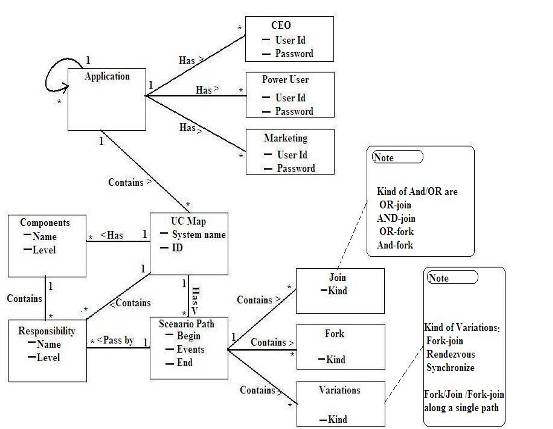 CEO
– User Id
– Password
Application
1
*
1
Has >
*
Has >
*
Has >
*
Power User
– User Id
– Password
Marketing
– User Id
– Password
1
Contains >
*
Note
Kind of And/OR are
OR-join
AND-join
OR-fork
And-fork
Components
– Name
– Level
* <Has 1
UC Map
– System name
– ID
1
Contains
*
1
<Contains
*
1
Has V
*
Responsibility
– Name
– Level
* <Pass by 1
Scenario Path
– Begin
– Events
– End
1
Contains >
*
Contains >
*
Contains >
*
Join
– Kind
Fork
– Kind
Variations
– Kind
Note
Kind of Variations:
Fork-join
Rendezvous
Synchronize
Fork/Join /Fork-join
along a single path